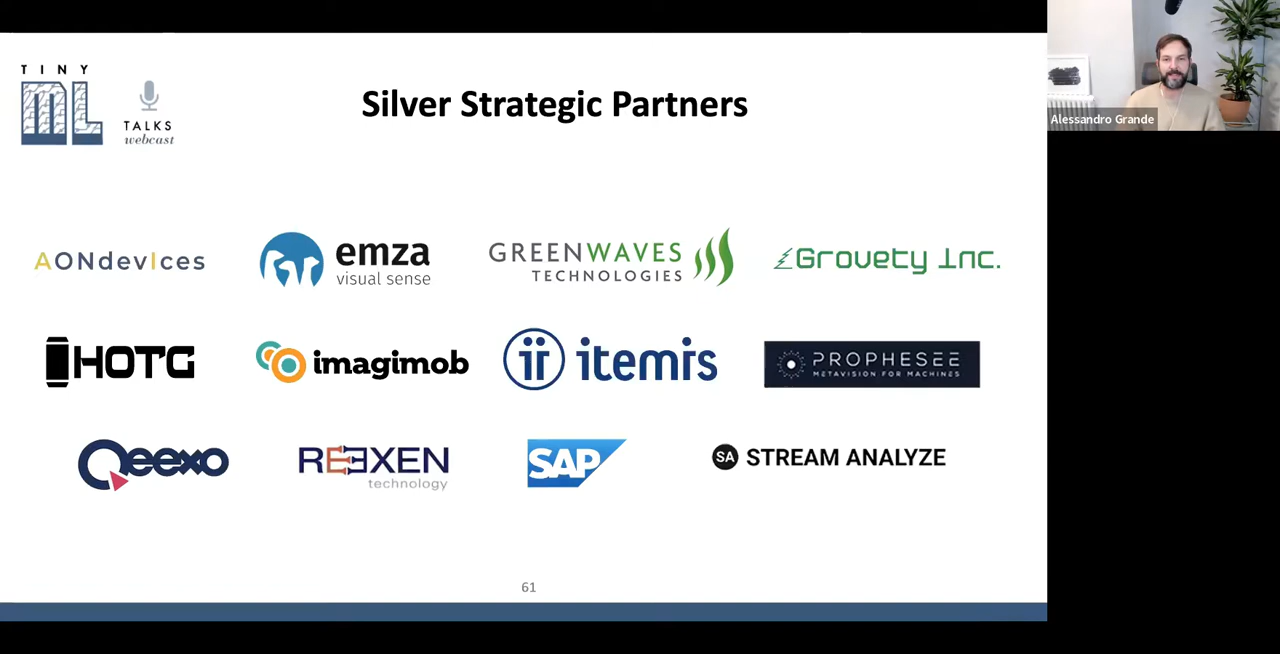 TINY
ML
TALKS
webcast
Silver Strategic Partners
Alessandro Grande
AONdevIces
emza
visual sense
GREENWAVES
TECHNOLOGIES
Grovety Inc.
HOTG
imagimob
itemis
PROPHESEE
METAVISION FOR MACHINES
Qeexo
REEXEN
technology
SAP
SA STREAM ANALYZE
61